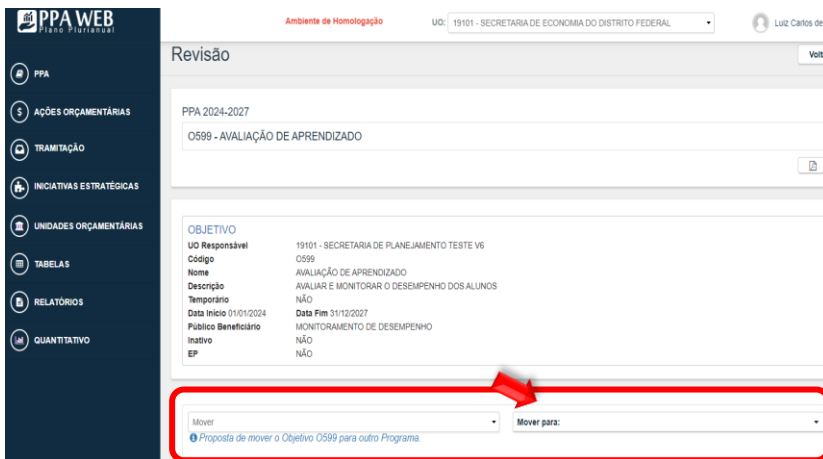 PPA WEB
Plano Plurianual
Ambiente de Homologação
UO: 19101 - SECRETARIA DE ECONOMIA DO DISTRITO FEDERAL
Luiz Carlos de
Revisão
Volt
PPA
AÇÕES ORÇAMENTÁRIAS
TRAMITAÇÃO
INICIATIVAS ESTRATÉGICAS
UNIDADES ORÇAMENTÁRIAS
TABELAS
RELATÓRIOS
QUANTITATIVO
PPA 2024-2027
O599 - AVALIAÇÃO DE APRENDIZADO
OBJETIVO
UO Responsável 19101 - SECRETARIA DE PLANEJAMENTO TESTE V6
Código O599
Nome AVALIAÇÃO DE APRENDIZADO
Descrição AVALIAR E MONITORAR O DESEMPENHO DOS ALUNOS
Temporário NÃO
Data Início 01/01/2024 Data Fim 31/12/2027
Público Beneficiário MONITORAMENTO DE DESEMPENHO
Inativo NÃO
EP NÃO
Mover
Mover para:
Proposta de mover o Objetivo O599 para outro Programa.